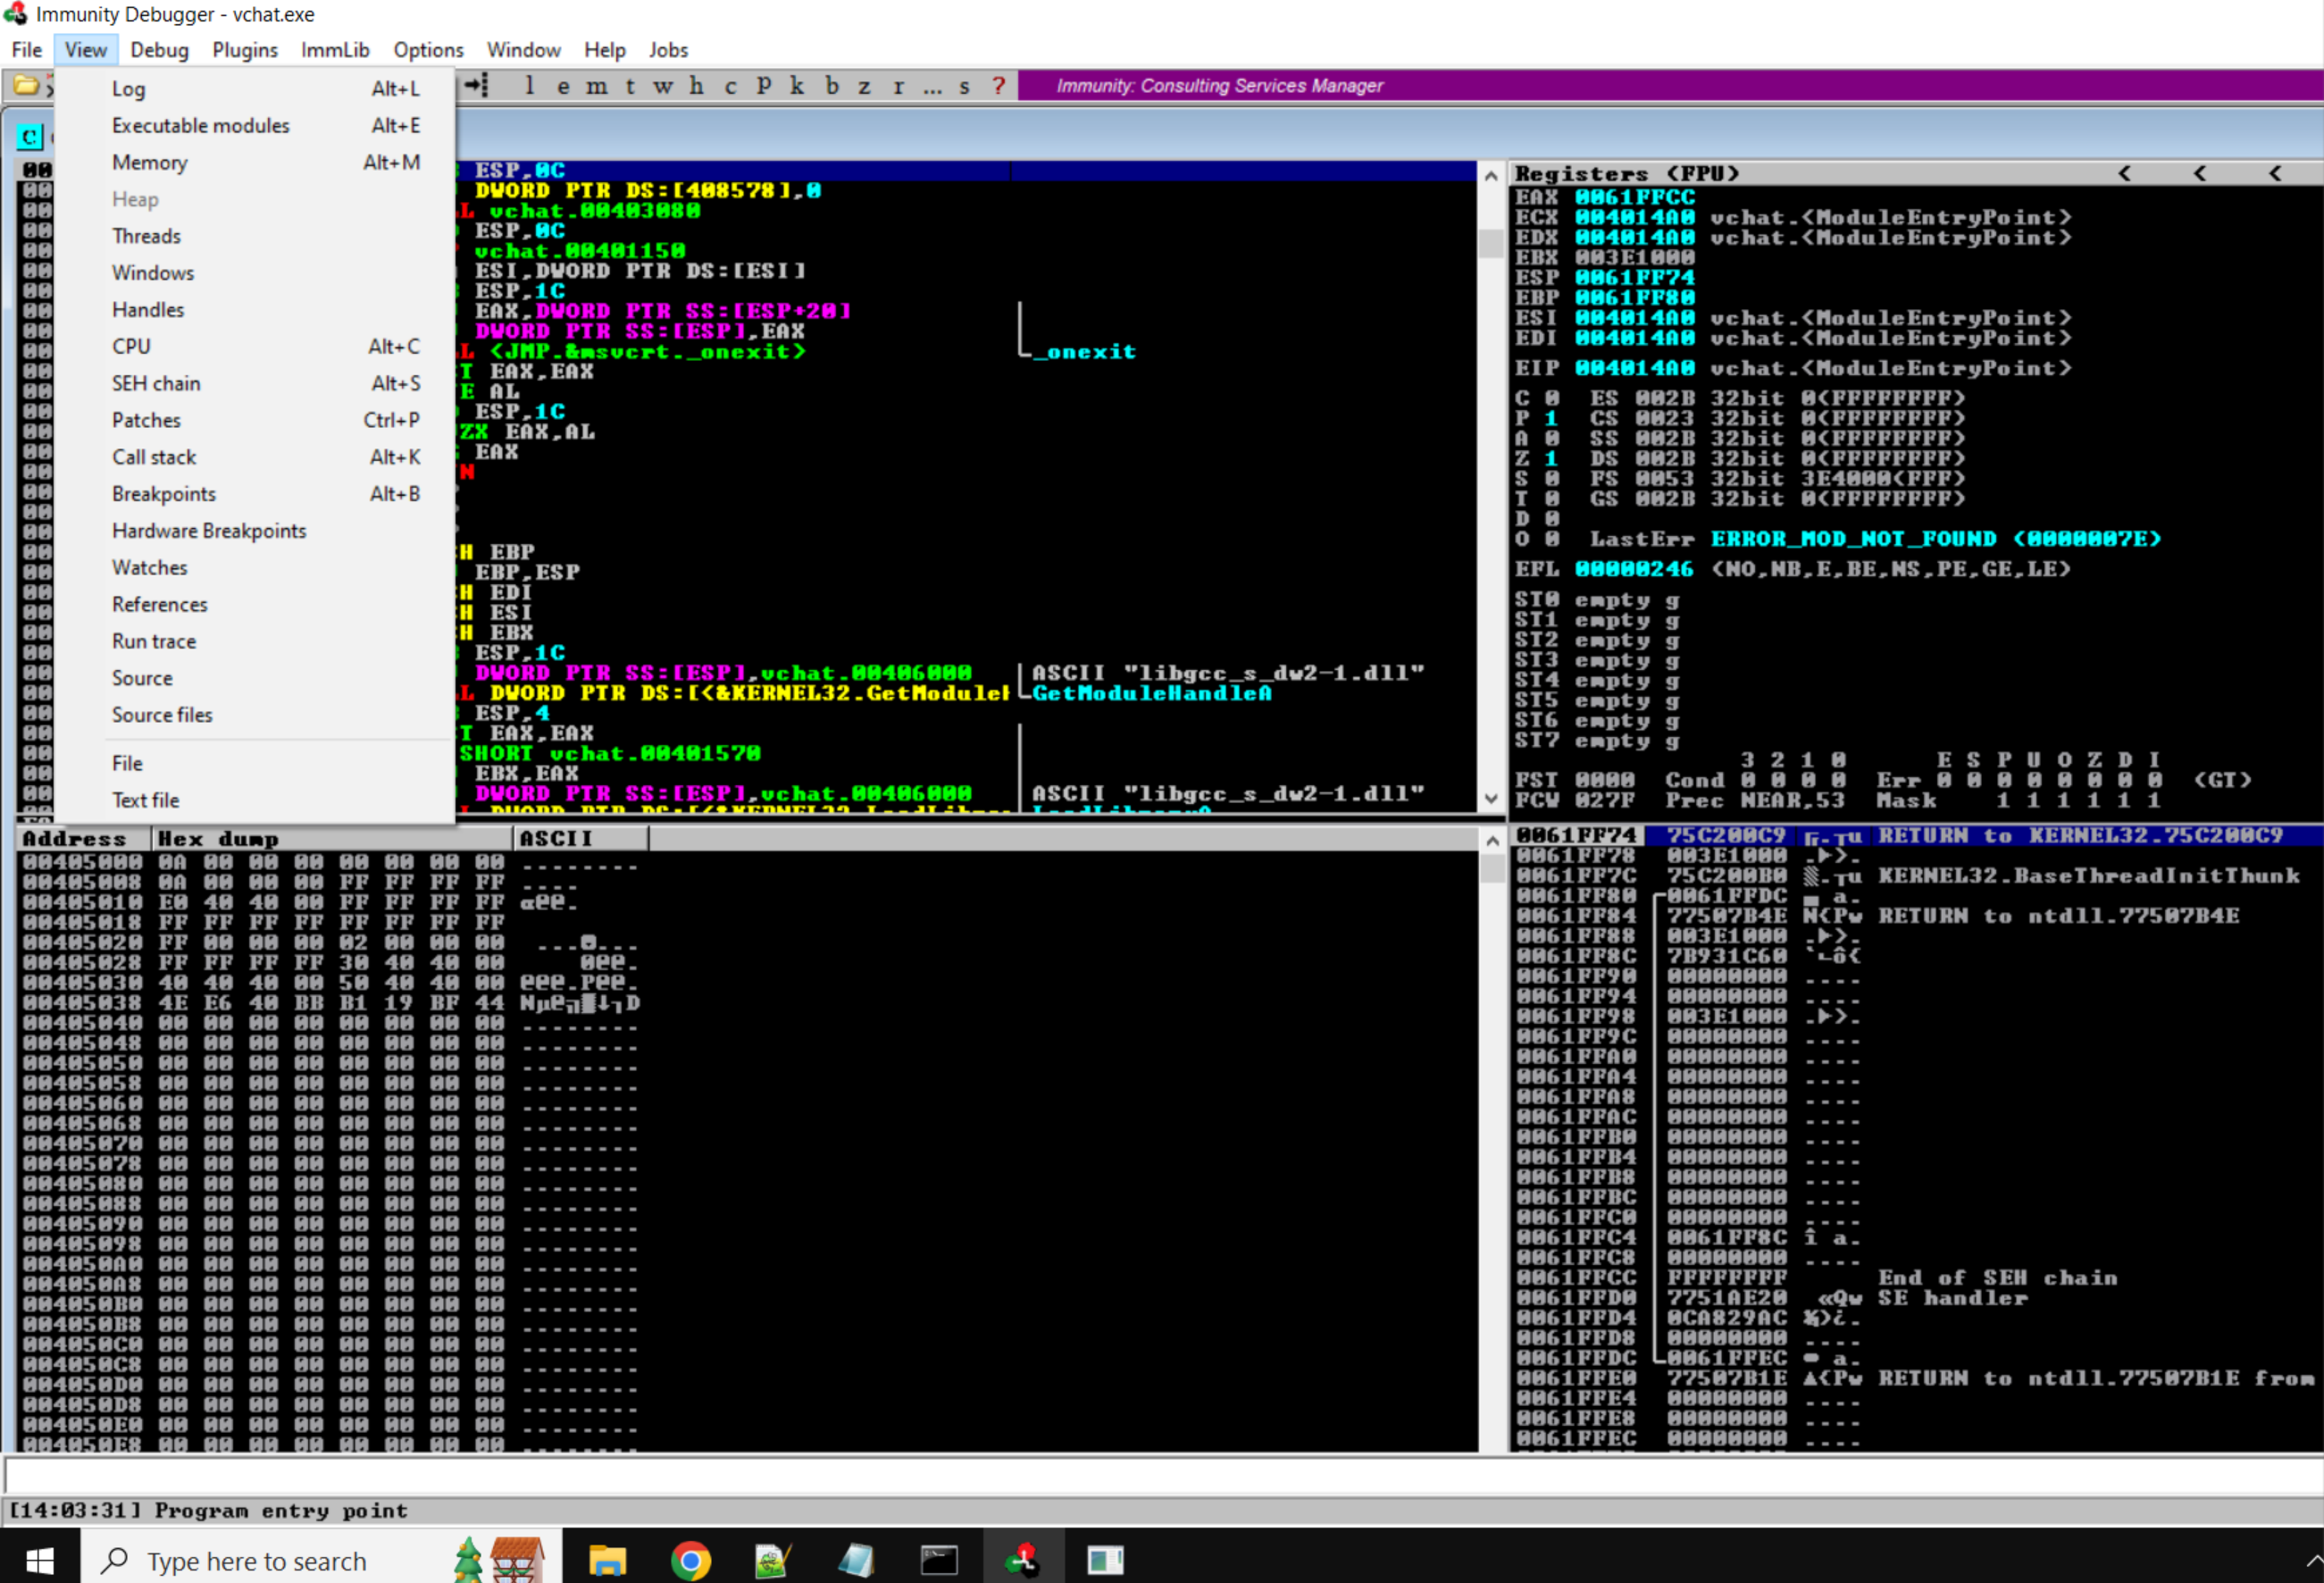 Immunity Debugger - vchat.exe
File View Debug Plugins ImmLib Options Window Help Jobs
l e m t w h c P k b z r ... s ? Immunity: Consulting Services Manager
Log Alt+L
Executable modules Alt+E
Memory Alt+M
Heap
Threads
Windows
Handles
CPU Alt+C
SEH chain Alt+S
Patches Ctrl+P
Call stack Alt+K
Breakpoints Alt+B
Hardware Breakpoints
Watches
References
Run trace
Source
Source files
File
Text file
C
ESP,0C
DWORD PTR DS:[408578],0
L vchat.00403080
ESP,0C
vchat.00401150
ESI,DWORD PTR DS:[ESI]
ESP,1C
EAX,DWORD PTR SS:[ESP+20]
DWORD PTR SS:[ESP],EAX
L <JMP.&msvcrt._onexit> _onexit
T EAX,EAX
E AL
ESP,1C
ZX EAX,AL
EAX
N
H EBP
EBP,ESP
H EDI
H ESI
H EBX
ESP,1C
DWORD PTR SS:[ESP],vchat.00406000 ASCII "libgcc_s_dw2-1.dll"
L DWORD PTR DS:[<&KERNEL32.GetModuleH GetModuleHandleA
ESP,4
T EAX,EAX
SHORT vchat.00401570
EBX,EAX
DWORD PTR SS:[ESP],vchat.00406000 ASCII "libgcc_s_dw2-1.dll"
Registers (FPU) < < <
EAX 0061FFCC
ECX 004014A0 vchat.<ModuleEntryPoint>
EDX 004014A0 vchat.<ModuleEntryPoint>
EBX 003E1000
ESP 0061FF74
EBP 0061FF80
ESI 004014A0 vchat.<ModuleEntryPoint>
EDI 004014A0 vchat.<ModuleEntryPoint>
EIP 004014A0 vchat.<ModuleEntryPoint>
C 0 ES 002B 32bit 0(FFFFFFFF)
P 1 CS 0023 32bit 0(FFFFFFFF)
A 0 SS 002B 32bit 0(FFFFFFFF)
Z 1 DS 002B 32bit 0(FFFFFFFF)
S 0 FS 0053 32bit 3E4000(FFF)
T 0 GS 002B 32bit 0(FFFFFFFF)
D 0
O 0 LastErr ERROR_MOD_NOT_FOUND (0000007E)
EFL 00000246 (NO,NB,E,BE,NS,PE,GE,LE)
ST0 empty g
ST1 empty g
ST2 empty g
ST3 empty g
ST4 empty g
ST5 empty g
ST6 empty g
ST7 empty g
3 2 1 0 E S P U O Z D I
FST 0000 Cond 0 0 0 0 Err 0 0 0 0 0 0 0 0 (GT)
FCW 027F Prec NEAR,53 Mask 1 1 1 1 1 1
Address Hex dump ASCII
00405000 0A 00 00 00 00 00 00 00 ........
00405008 0A 00 00 00 FF FF FF FF ....
00405010 E0 40 40 00 FF FF FF FF α@@.
00405018 FF FF FF FF FF FF FF FF
00405020 FF 00 00 00 02 00 00 00 ...◘...
00405028 FF FF FF FF 30 40 40 00 0@@.
00405030 40 40 40 00 50 40 40 00 @@@.P@@.
00405038 4E E6 40 BB B1 19 BF 44 Nµ@╗▒↓┐D
00405040 00 00 00 00 00 00 00 00 ........
00405048 00 00 00 00 00 00 00 00 ........
00405050 00 00 00 00 00 00 00 00 ........
00405058 00 00 00 00 00 00 00 00 ........
00405060 00 00 00 00 00 00 00 00 ........
00405068 00 00 00 00 00 00 00 00 ........
00405070 00 00 00 00 00 00 00 00 ........
00405078 00 00 00 00 00 00 00 00 ........
00405080 00 00 00 00 00 00 00 00 ........
00405088 00 00 00 00 00 00 00 00 ........
00405090 00 00 00 00 00 00 00 00 ........
00405098 00 00 00 00 00 00 00 00 ........
004050A0 00 00 00 00 00 00 00 00 ........
004050A8 00 00 00 00 00 00 00 00 ........
004050B0 00 00 00 00 00 00 00 00 ........
004050B8 00 00 00 00 00 00 00 00 ........
004050C0 00 00 00 00 00 00 00 00 ........
004050C8 00 00 00 00 00 00 00 00 ........
004050D0 00 00 00 00 00 00 00 00 ........
004050D8 00 00 00 00 00 00 00 00 ........
004050E0 00 00 00 00 00 00 00 00 ........
004050E8 00 00 00 00 00 00 00 00 ........
0061FF74 75C200C9 ╔.┬u RETURN to KERNEL32.75C200C9
0061FF78 003E1000 .►>.
0061FF7C 75C200B0 ░.┬u KERNEL32.BaseThreadInitThunk
0061FF80 0061FFDC ▄ a.
0061FF84 77507B4E N{Pw RETURN to ntdll.77507B4E
0061FF88 003E1000 .►>.
0061FF8C 7B931C60 `∟ô{
0061FF90 00000000 ....
0061FF94 00000000 ....
0061FF98 003E1000 .►>.
0061FF9C 00000000 ....
0061FFA0 00000000 ....
0061FFA4 00000000 ....
0061FFA8 00000000 ....
0061FFAC 00000000 ....
0061FFB0 00000000 ....
0061FFB4 00000000 ....
0061FFB8 00000000 ....
0061FFBC 00000000 ....
0061FFC0 00000000 ....
0061FFC4 0061FF8C î a.
0061FFC8 00000000 ....
0061FFCC FFFFFFFF End of SEH chain
0061FFD0 7751AE20 «Qw SE handler
0061FFD4 0CA829AC ¼)¿.
0061FFD8 00000000 ....
0061FFDC 0061FFEC a.
0061FFE0 77507B1E ▲{Pw RETURN to ntdll.77507B1E from
0061FFE4 00000000 ....
0061FFE8 00000000 ....
0061FFEC 00000000 ....
[14:03:31] Program entry point
Type here to search